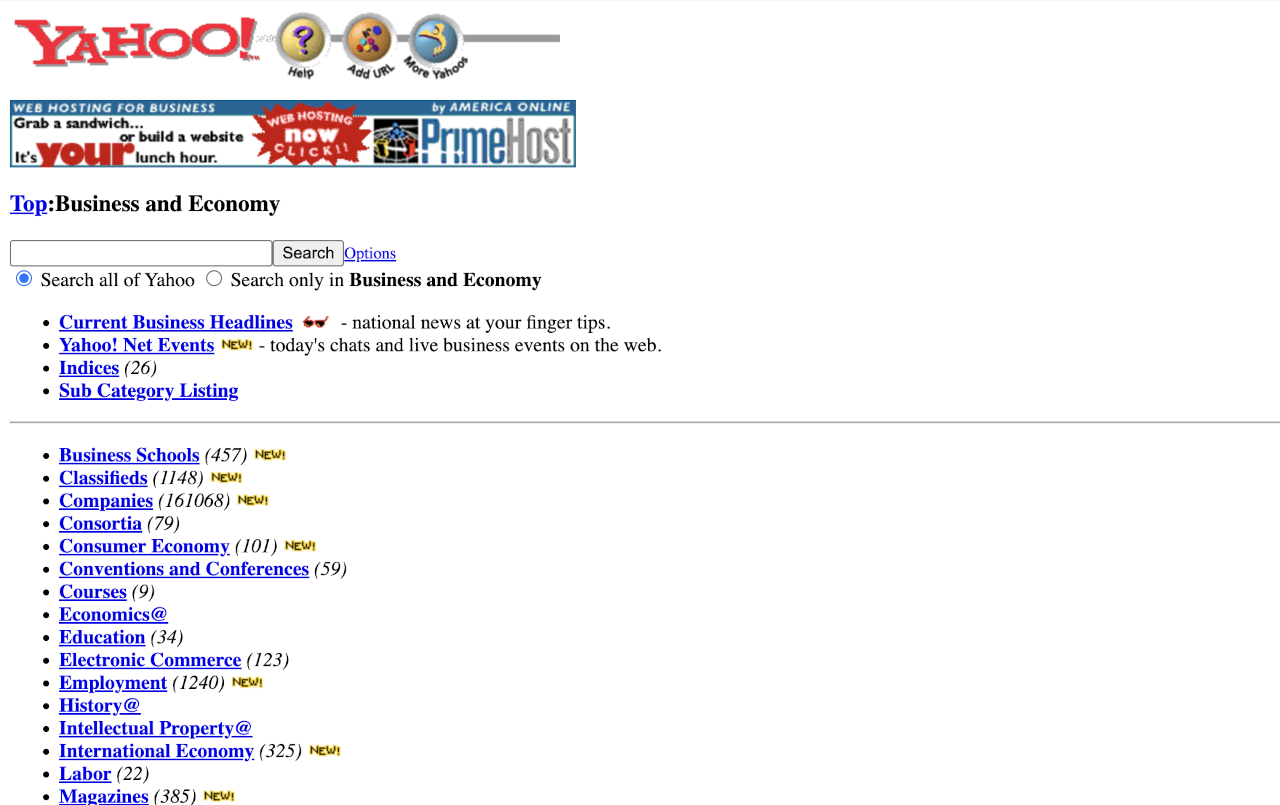 YAHOO!
Help
Add URL
More Yahoos
WEB HOSTING FOR BUSINESS by AMERICA ONLINE
Grab a sandwich...
or build a website
It's your lunch hour.
WEB HOSTING
now
CLICK!!
PrimeHost
Top:Business and Economy
Search Options
Search all of Yahoo Search only in Business and Economy
Current Business Headlines - national news at your finger tips.
Yahoo! Net Events NEW! - today's chats and live business events on the web.
Indices (26)
Sub Category Listing
Business Schools (457) NEW!
Classifieds (1148) NEW!
Companies (161068) NEW!
Consortia (79)
Consumer Economy (101) NEW!
Conventions and Conferences (59)
Courses (9)
Economics@
Education (34)
Electronic Commerce (123)
Employment (1240) NEW!
History@
Intellectual Property@
International Economy (325) NEW!
Labor (22)
Magazines (385) NEW!